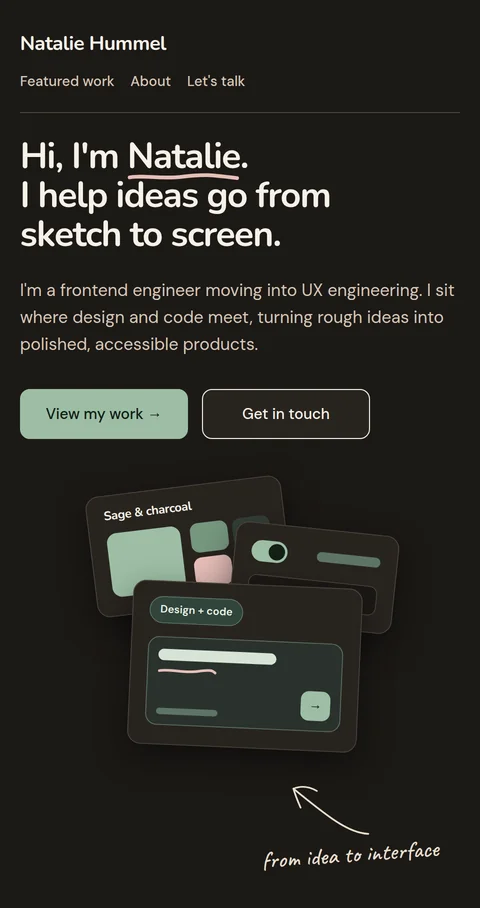 Natalie Hummel
Featured work About Let's talk
Hi, I'm Natalie.
I help ideas go from
sketch to screen.
I'm a frontend engineer moving into UX engineering. I sit
where design and code meet, turning rough ideas into
polished, accessible products.
View my work → Get in touch
Sage & charcoal
Design + code
→
from idea to interface